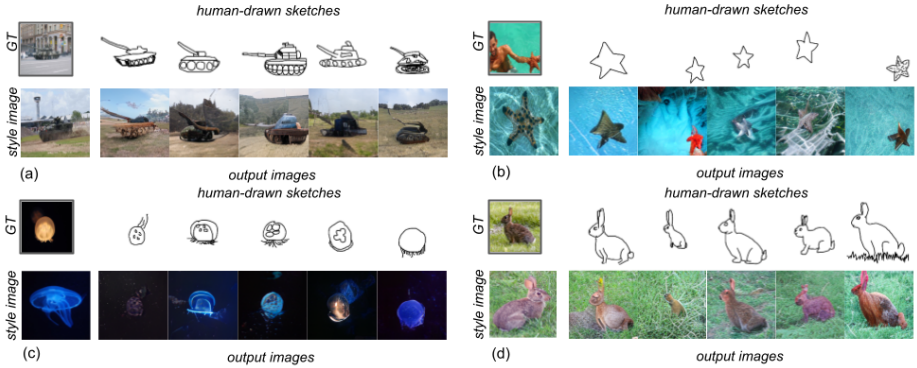 human-drawn sketches
GT
style image
(a)
output images
human-drawn sketches
GT
style image
(b)
output images
human-drawn sketches
GT
style image
(c)
output images
human-drawn sketches
GT
style image
(d)
output images